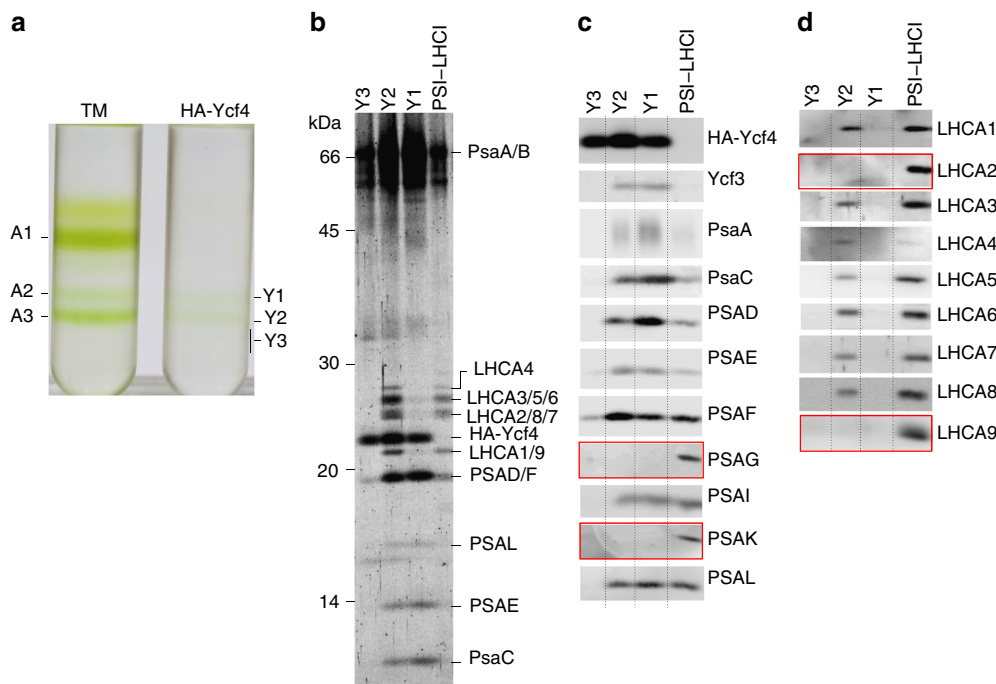 a
TM
HA-Ycf4
A1
A2
A3
Y1
Y2
Y3
b
Y3
Y2
Y1
PSI–LHCI
kDa
66
45
30
20
14
PsaA/B
LHCA4
LHCA3/5/6
LHCA2/8/7
HA-Ycf4
LHCA1/9
PSAD/F
PSAL
PSAE
PsaC
c
Y3
Y2
Y1
PSI–LHCI
HA-Ycf4
Ycf3
PsaA
PsaC
PSAD
PSAE
PSAF
PSAG
PSAI
PSAK
PSAL
d
Y3
Y2
Y1
PSI–LHCI
LHCA1
LHCA2
LHCA3
LHCA4
LHCA5
LHCA6
LHCA7
LHCA8
LHCA9